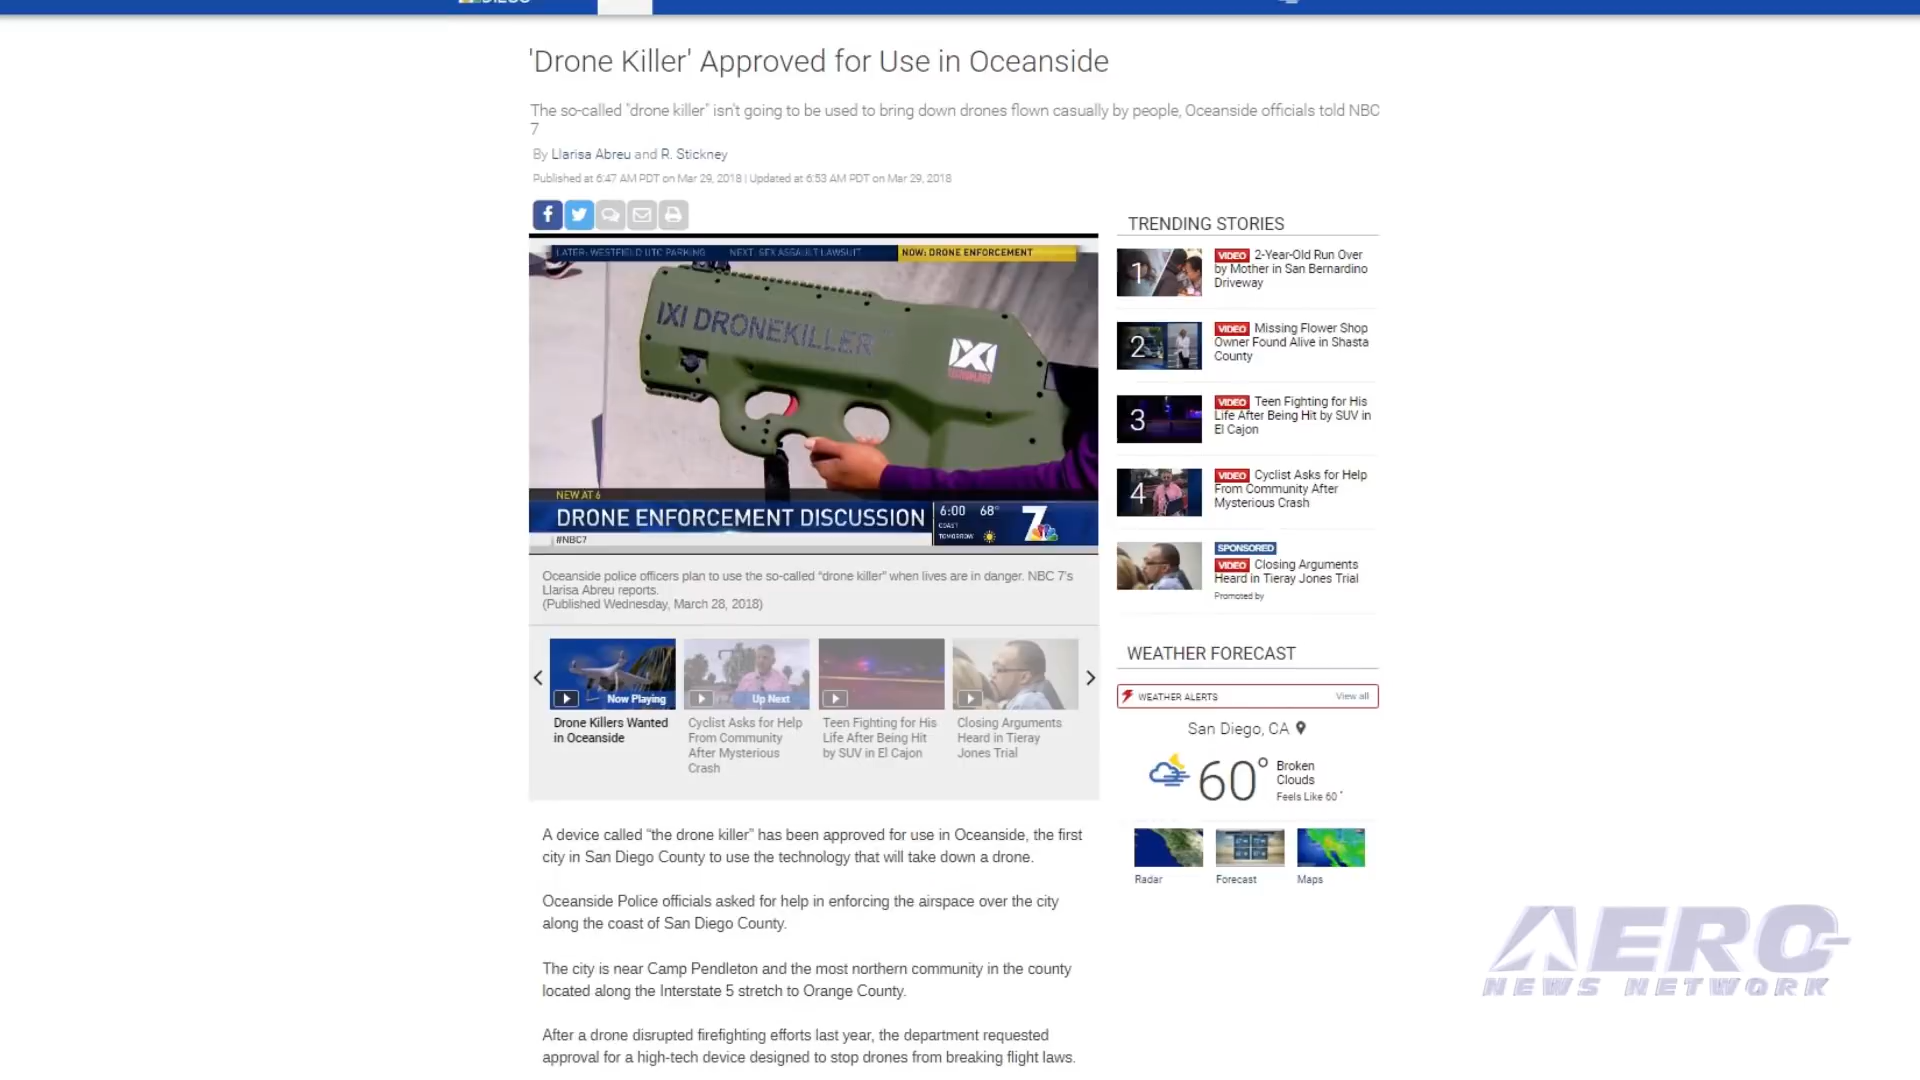 DIEGO
'Drone Killer' Approved for Use in Oceanside
The so-called "drone killer" isn't going to be used to bring down drones flown casually by people, Oceanside officials told NBC
7
By Llarisa Abreu and R. Stickney
Published at 6:47 AM PDT on Mar 29, 2018 | Updated at 6:53 AM PDT on Mar 29, 2018
LATER: WESTFIELD UTC PARKING NEXT: SEX ASSAULT LAWSUIT NOW: DRONE ENFORCEMENT
IXI DRONEKILLER
IXI
TECHNOLOGY
NEW AT 6
DRONE ENFORCEMENT DISCUSSION
6:00 68°
COAST
TOMORROW
7
#NBC7
Oceanside police officers plan to use the so-called “drone killer” when lives are in danger. NBC 7's
Llarisa Abreu reports.
(Published Wednesday, March 28, 2018)
Now Playing
Drone Killers Wanted
in Oceanside
Up Next
Cyclist Asks for Help
From Community
After Mysterious
Crash
Teen Fighting for His
Life After Being Hit
by SUV in El Cajon
Closing Arguments
Heard in Tieray
Jones Trial
A device called “the drone killer” has been approved for use in Oceanside, the first
city in San Diego County to use the technology that will take down a drone.
Oceanside Police officials asked for help in enforcing the airspace over the city
along the coast of San Diego County.
The city is near Camp Pendleton and the most northern community in the county
located along the Interstate 5 stretch to Orange County.
After a drone disrupted firefighting efforts last year, the department requested
approval for a high-tech device designed to stop drones from breaking flight laws.
TRENDING STORIES
1
VIDEO 2-Year-Old Run Over
by Mother in San Bernardino
Driveway
2
VIDEO Missing Flower Shop
Owner Found Alive in Shasta
County
3
VIDEO Teen Fighting for His
Life After Being Hit by SUV in
El Cajon
4
VIDEO Cyclist Asks for Help
From Community After
Mysterious Crash
SPONSORED
VIDEO Closing Arguments
Heard in Tieray Jones Trial
Promoted by
WEATHER FORECAST
WEATHER ALERTS View all
San Diego, CA
60°
Broken
Clouds
Feels Like 60°
Radar
Forecast
Maps
AERO
NEWS NETWORK